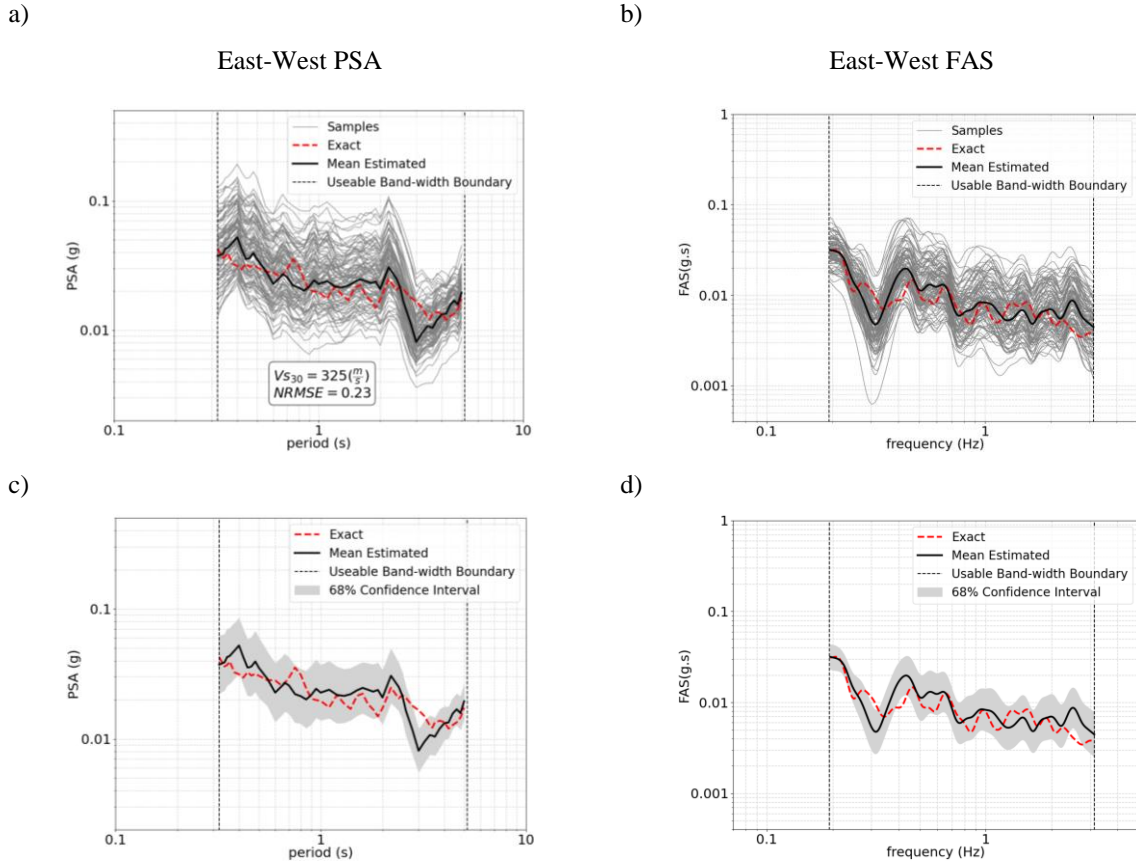 a)
East-West PSA
PSA (g)
Samples
Exact
Mean Estimated
Useable Band-width Boundary
0.1
0.01
Vs30 = 325(m/s)
NRMSE = 0.23
0.1
1
10
period (s)
b)
East-West FAS
FAS(g.s)
Samples
Exact
Mean Estimated
Usable Band-width Boundary
1
0.1
0.01
0.001
0.1
1
frequency (Hz)
c)
PSA (g)
Exact
Mean Estimated
Useable Band-width Boundary
68% Confidence Interval
0.1
0.01
0.1
1
10
period (s)
d)
FAS(g.s)
Exact
Mean Estimated
Usable Band-width Boundary
68% Confidence Interval
1
0.1
0.01
0.001
0.1
1
frequency (Hz)